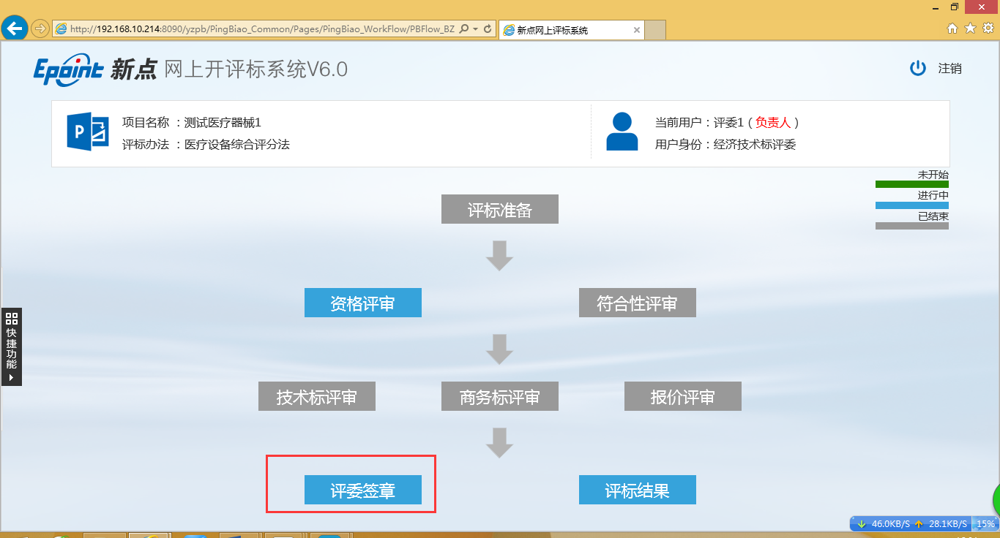 http://192.168.10.214:8090/yzpb/PingBiao_Common/Pages/PingBiao_WorkFlow/PBFlow_BZ
新点网上评标系统
Epoint 新点 网上开评标系统V6.0
注销
项目名称 ：测试医疗器械1
评标办法 ：医疗设备综合评分法
当前用户：评委1 ( 负责人 )
用户身份：经济技术标评委
未开始
进行中
已结束
评标准备
资格评审
符合性评审
快捷功能
技术标评审
商务标评审
报价评审
评委签章
评标结果
46.0KB/S 28.1KB/S 15%